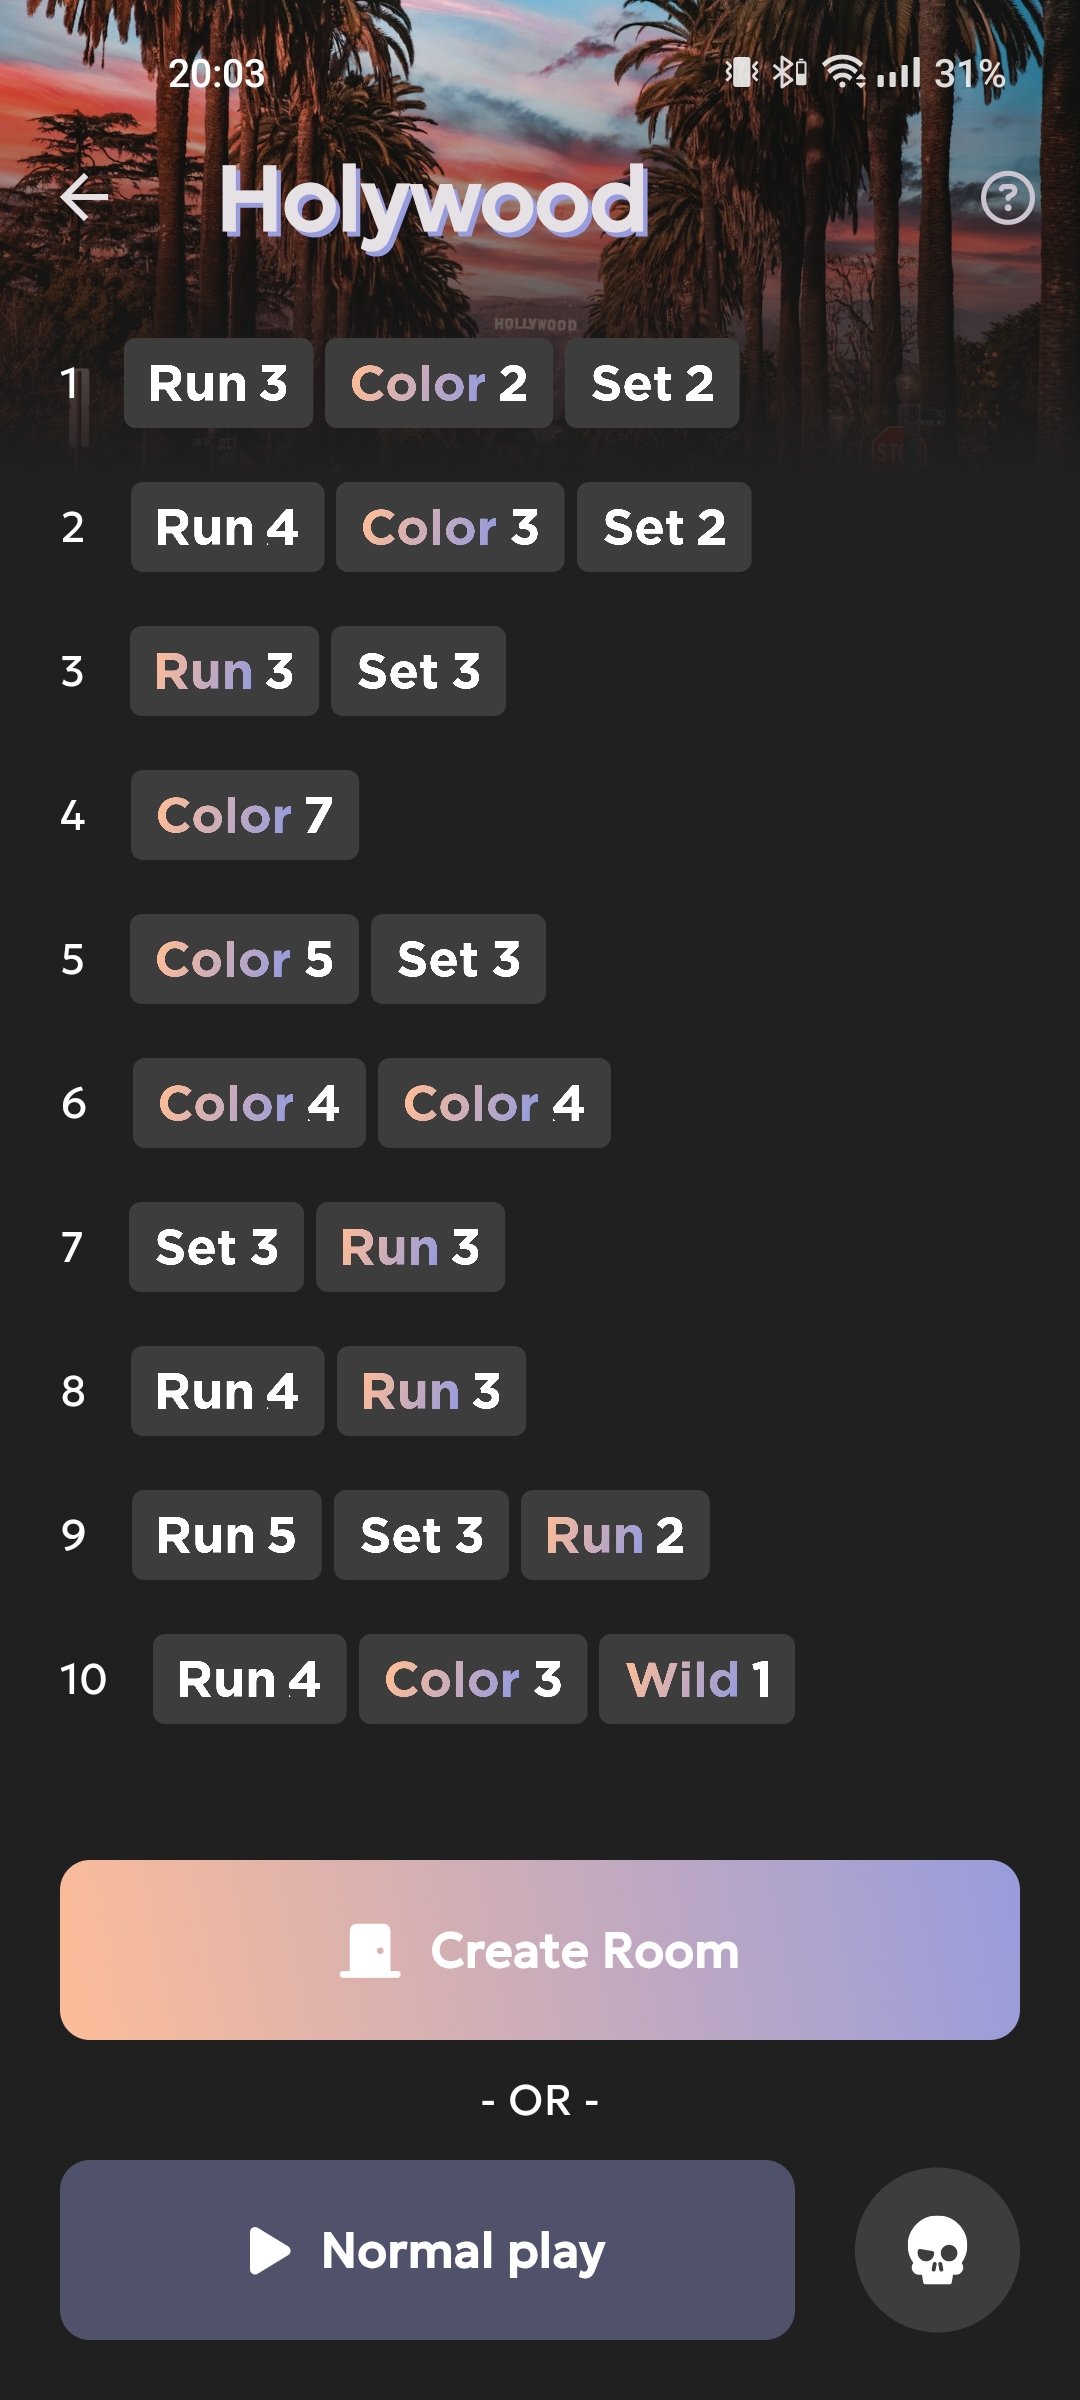 20:03 31%
Holywood
HOLLYWOOD
1 Run 3 Color 2 Set 2
STO
2 Run 4 Color 3 Set 2
3 Run 3 Set 3
4 Color 7
5 Color 5 Set 3
6 Color 4 Color 4
7 Set 3 Run 3
8 Run 4 Run 3
9 Run 5 Set 3 Run 2
10 Run 4 Color 3 Wild 1
Create Room
- OR -
Normal play